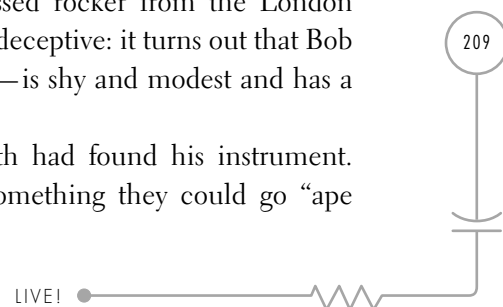 ssed rocker from the London
deceptive: it turns out that Bob
—is shy and modest and has a
th had found his instrument.
omething they could go “ape
209
LIVE!